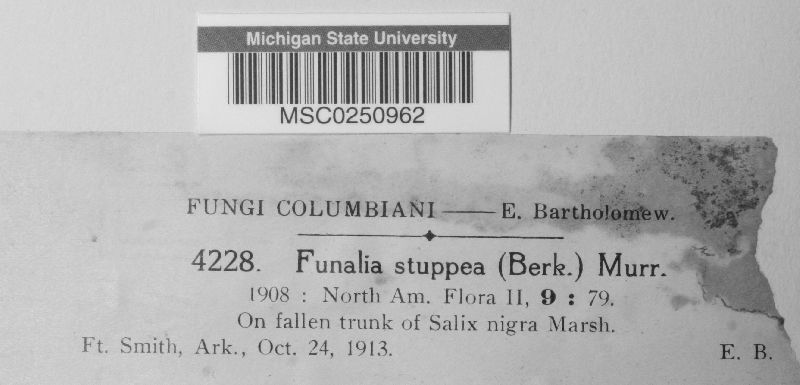 Michigan State University
MSC0250962
FUNGI COLUMBIANI — E. Bartholomew.
4228. Funalia stuppea (Berk.) Murr.
1908 : North Am. Flora II, 9 : 79.
On fallen trunk of Salix nigra Marsh.
Ft. Smith, Ark., Oct. 24, 1913. E. B.